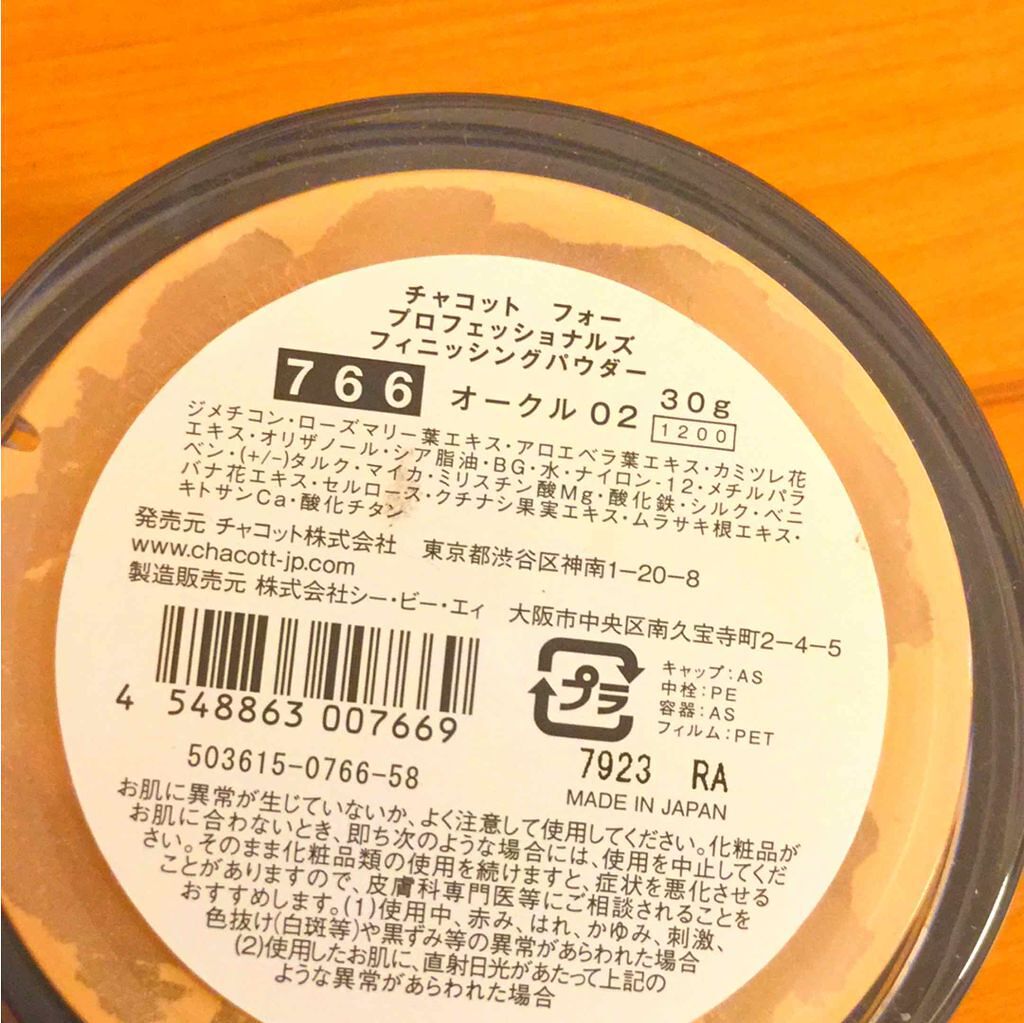 チャコット フォー
プロフェッショナルズ
フィニッシングパウダー
766 オークル 02 30g
1200
ジメチコン・ローズマリー葉エキス・アロエベラ葉エキス・カミツレ花
エキス・オリザノール・シア脂油・BG・水・ナイロン-12・メチルパラ
ベン・(+/−)タルク・マイカ・ミリスチン酸Mg・酸化鉄・シルク・ベニ
バナ花エキス・セルロース・クチナシ果実エキス・ムラサキ根エキス・
キトサンCa・酸化チタン
発売元 チャコット株式会社 東京都渋谷区神南1−20−8
www.chacott-jp.com
製造販売元 株式会社シー・ビー・エィ 大阪市中央区南久宝寺町2−4−5
プラ
キャップ:AS
中栓:PE
容器:AS
フィルム:PET
4 548863 007669
503615-0766-58
7923 RA
MADE IN JAPAN
お肌に異常が生じていないか、よく注意して使用してください。化粧品が
お肌に合わないとき、即ち次のような場合には、使用を中止してくだ
さい。そのまま化粧品類の使用を続けますと、症状を悪化させる
ことがありますので、皮膚科専門医等にご相談されることを
おすすめします。(1)使用中、赤み、はれ、かゆみ、刺激、
色抜け(白斑等)や黒ずみ等の異常があらわれた場合
(2)使用したお肌に、直射日光があたって上記の
ような異常があらわれた場合